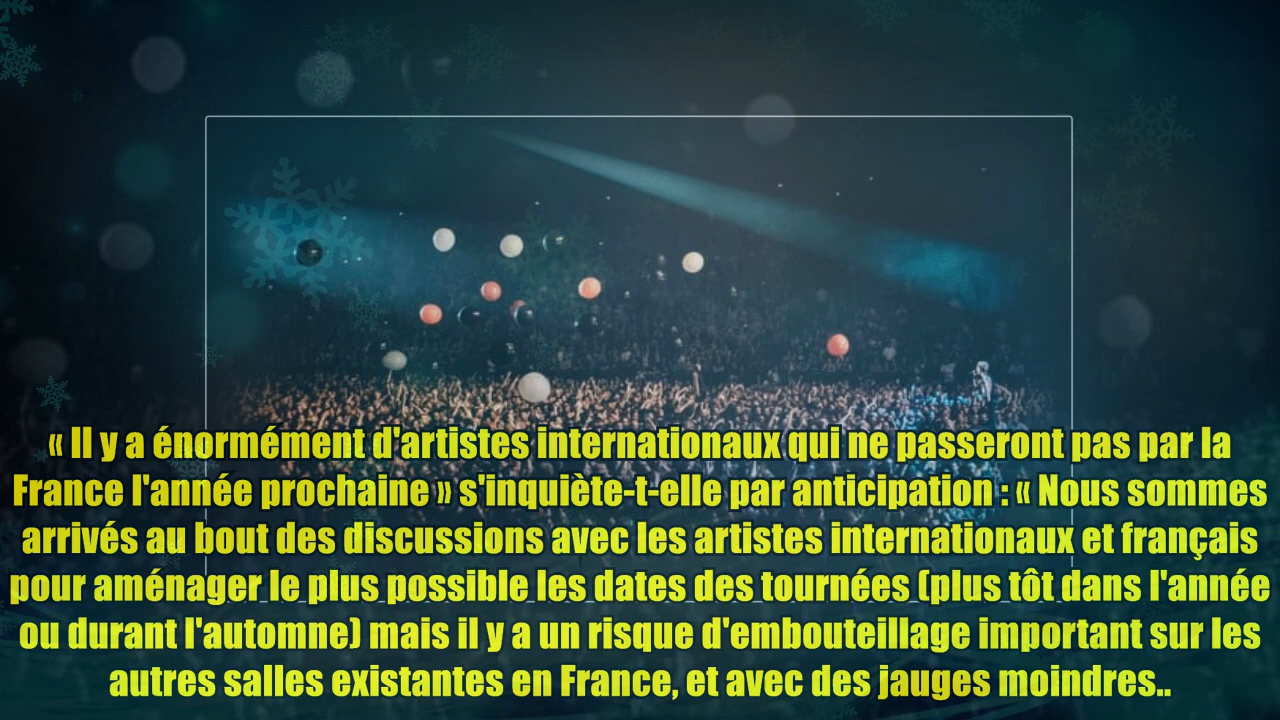 « Il y a énormément d'artistes internationaux qui ne passeront pas par la
France l'année prochaine » s'inquiète-t-elle par anticipation : « Nous sommes
arrivés au bout des discussions avec les artistes internationaux et français
pour aménager le plus possible les dates des tournées (plus tôt dans l'année
ou durant l'automne) mais il y a un risque d'embouteillage important sur les
autres salles existantes en France, et avec des jauges moindres..